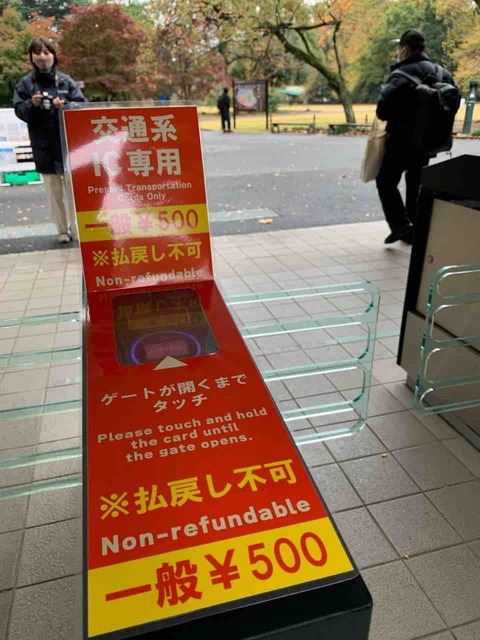 交通系
IC専用
Prepaid Transportation
Cards Only
一般￥500
※払戻し不可
Non-refundable
ゲートが開くまで
タッチ
Please touch and hold
the card until
the gate opens.
※払戻し不可
Non-refundable
一般￥500